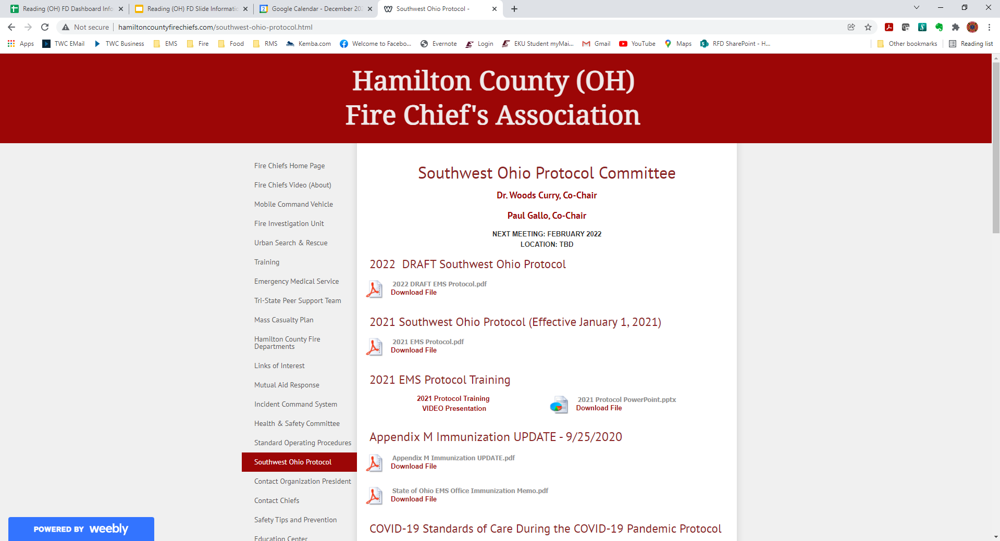 Reading (OH) FD Dashboard Info
Reading (OH) FD Slide Informatio
Google Calendar - December 202
Southwest Ohio Protocol -
Not secure
hamiltoncountyfirechiefs.com/southwest-ohio-protocol.html
Apps
TWC EMail
TWC Business
EMS
Fire
Food
RMS
Kemba.com
Welcome to Facebo...
Evernote
Login
EKU Student myMai...
Gmail
YouTube
Maps
RFD SharePoint - H...
Other bookmarks
Reading list
Hamilton County (OH)
Fire Chief's Association
Fire Chiefs Home Page
Fire Chiefs Video (About)
Mobile Command Vehicle
Fire Investigation Unit
Urban Search & Rescue
Training
Emergency Medical Service
Tri-State Peer Support Team
Mass Casualty Plan
Hamilton County Fire
Departments
Links of Interest
Mutual Aid Response
Incident Command System
Health & Safety Committee
Standard Operating Procedures
Southwest Ohio Protocol
Contact Organization President
Contact Chiefs
Safety Tips and Prevention
Education Center
Southwest Ohio Protocol Committee
Dr. Woods Curry, Co-Chair
Paul Gallo, Co-Chair
NEXT MEETING: FEBRUARY 2022
LOCATION: TBD
2022 DRAFT Southwest Ohio Protocol
2022 DRAFT EMS Protocol.pdf
Download File
2021 Southwest Ohio Protocol (Effective January 1, 2021)
2021 EMS Protocol.pdf
Download File
2021 EMS Protocol Training
2021 Protocol Training
VIDEO Presentation
2021 Protocol PowerPoint.pptx
Download File
Appendix M Immunization UPDATE - 9/25/2020
Appendix M Immunization UPDATE.pdf
Download File
State of Ohio EMS Office Immunization Memo.pdf
Download File
COVID-19 Standards of Care During the COVID-19 Pandemic Protocol
POWERED BY weebly